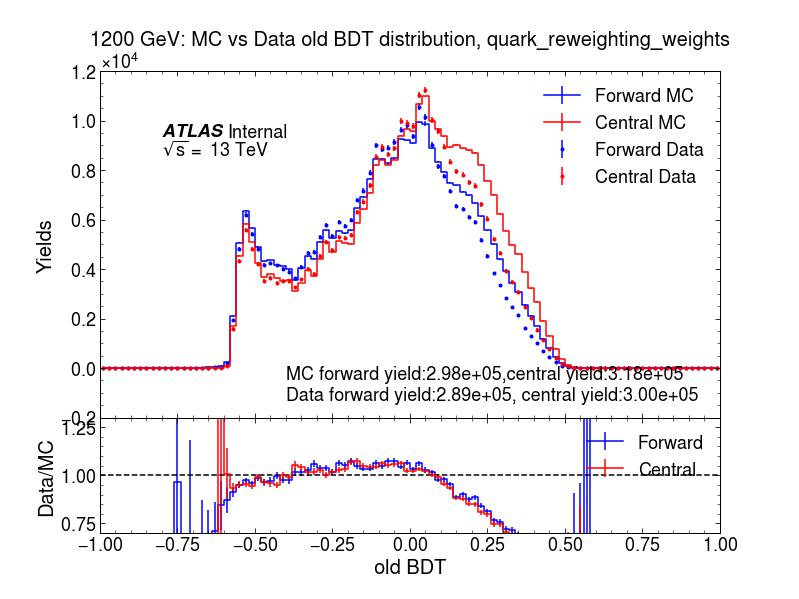 1200 GeV: MC vs Data old BDT distribution, quark_reweighting_weights
×10⁴
1.2
1.0
0.8
0.6
0.4
0.2
0.0
0.2
Yields
ATLAS Internal
√s = 13 TeV
Forward MC
Central MC
Forward Data
Central Data
MC forward yield:2.98e+05,central yield:3.18e+05
Data forward yield:2.89e+05, central yield:3.00e+05
1.25
1.00
0.75
Data/MC
Forward
Central
−1.00 −0.75 −0.50 −0.25 0.00 0.25 0.50 0.75 1.00
old BDT